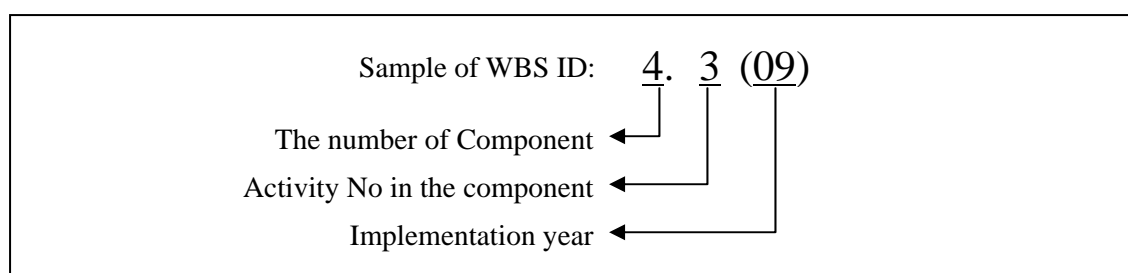 Sample of WBS ID: 4. 3 (09)
The number of Component
Activity No in the component
Implementation year